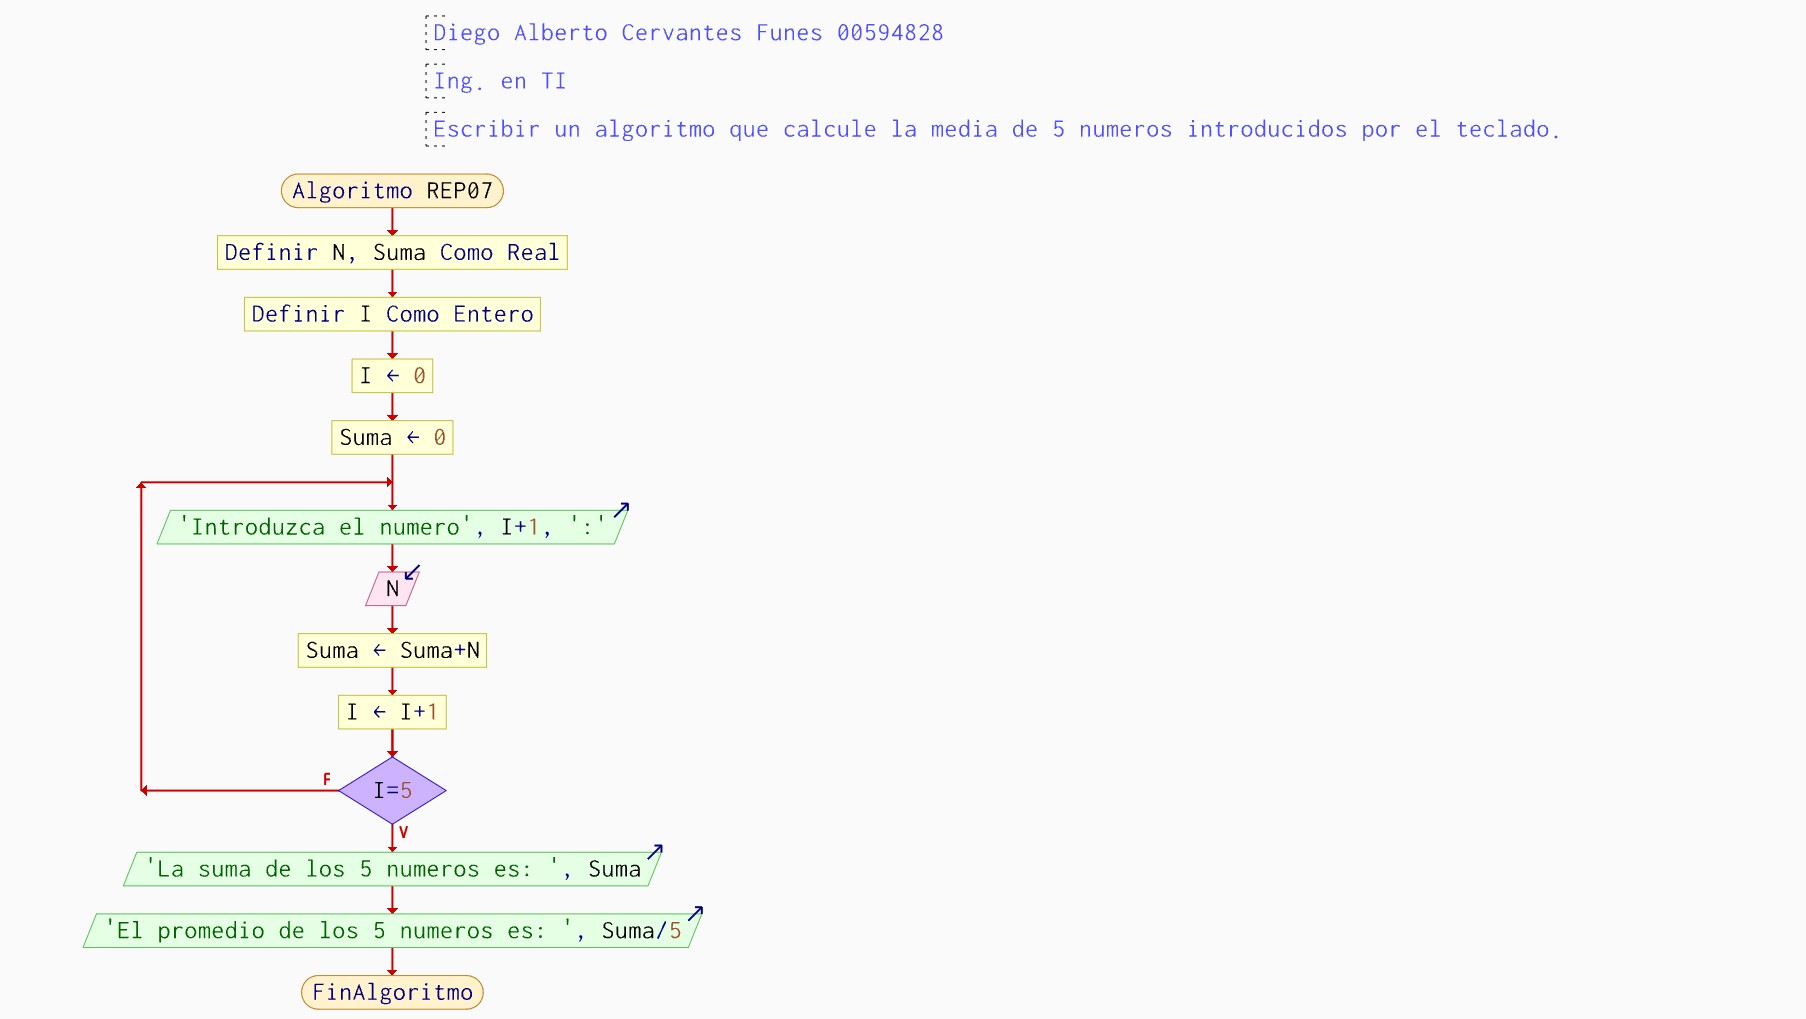 Diego Alberto Cervantes Funes 00594828
Ing. en TI
Escribir un algoritmo que calcule la media de 5 numeros introducidos por el teclado.
Algoritmo REP07
Definir N, Suma Como Real
Definir I Como Entero
I ← 0
Suma ← 0
'Introduzca el numero', I+1, ':'
N
Suma ← Suma+N
I ← I+1
F
I=5
V
'La suma de los 5 numeros es: ', Suma
'El promedio de los 5 numeros es: ', Suma/5
FinAlgoritmo